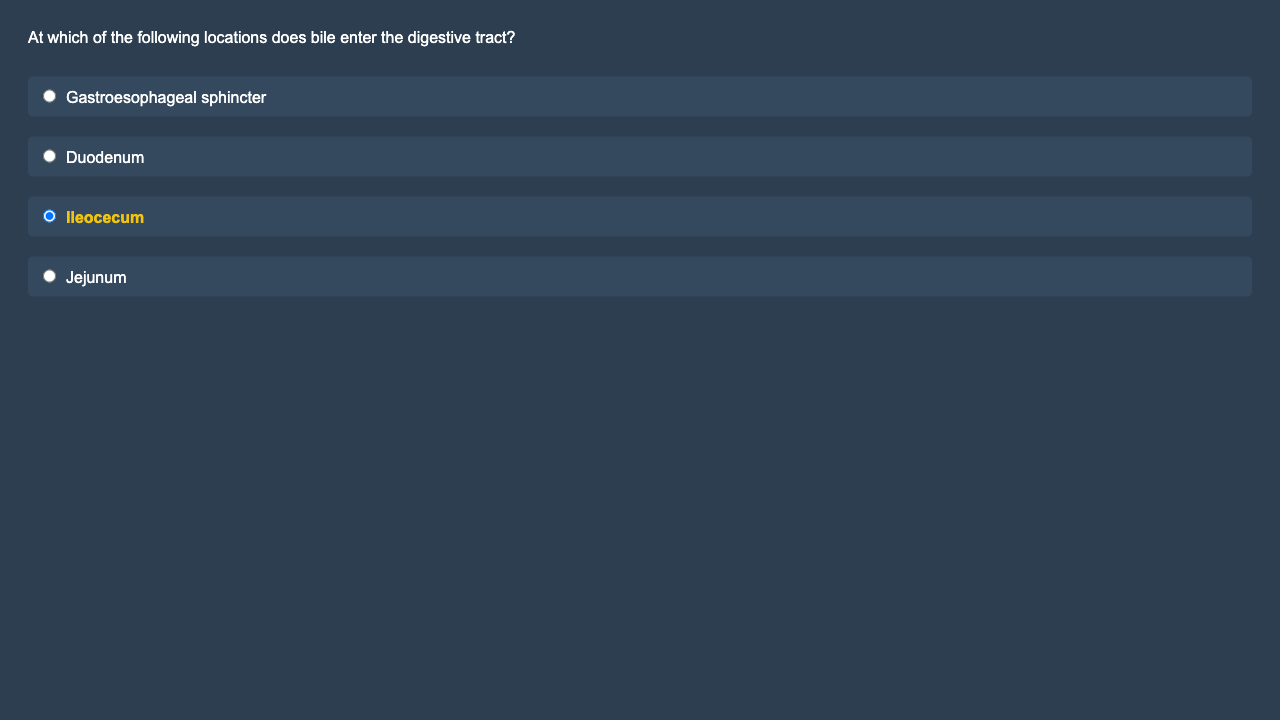 At which of the following locations does bile enter the digestive tract?
Gastroesophageal sphincter
Duodenum
Ileocecum
Jejunum